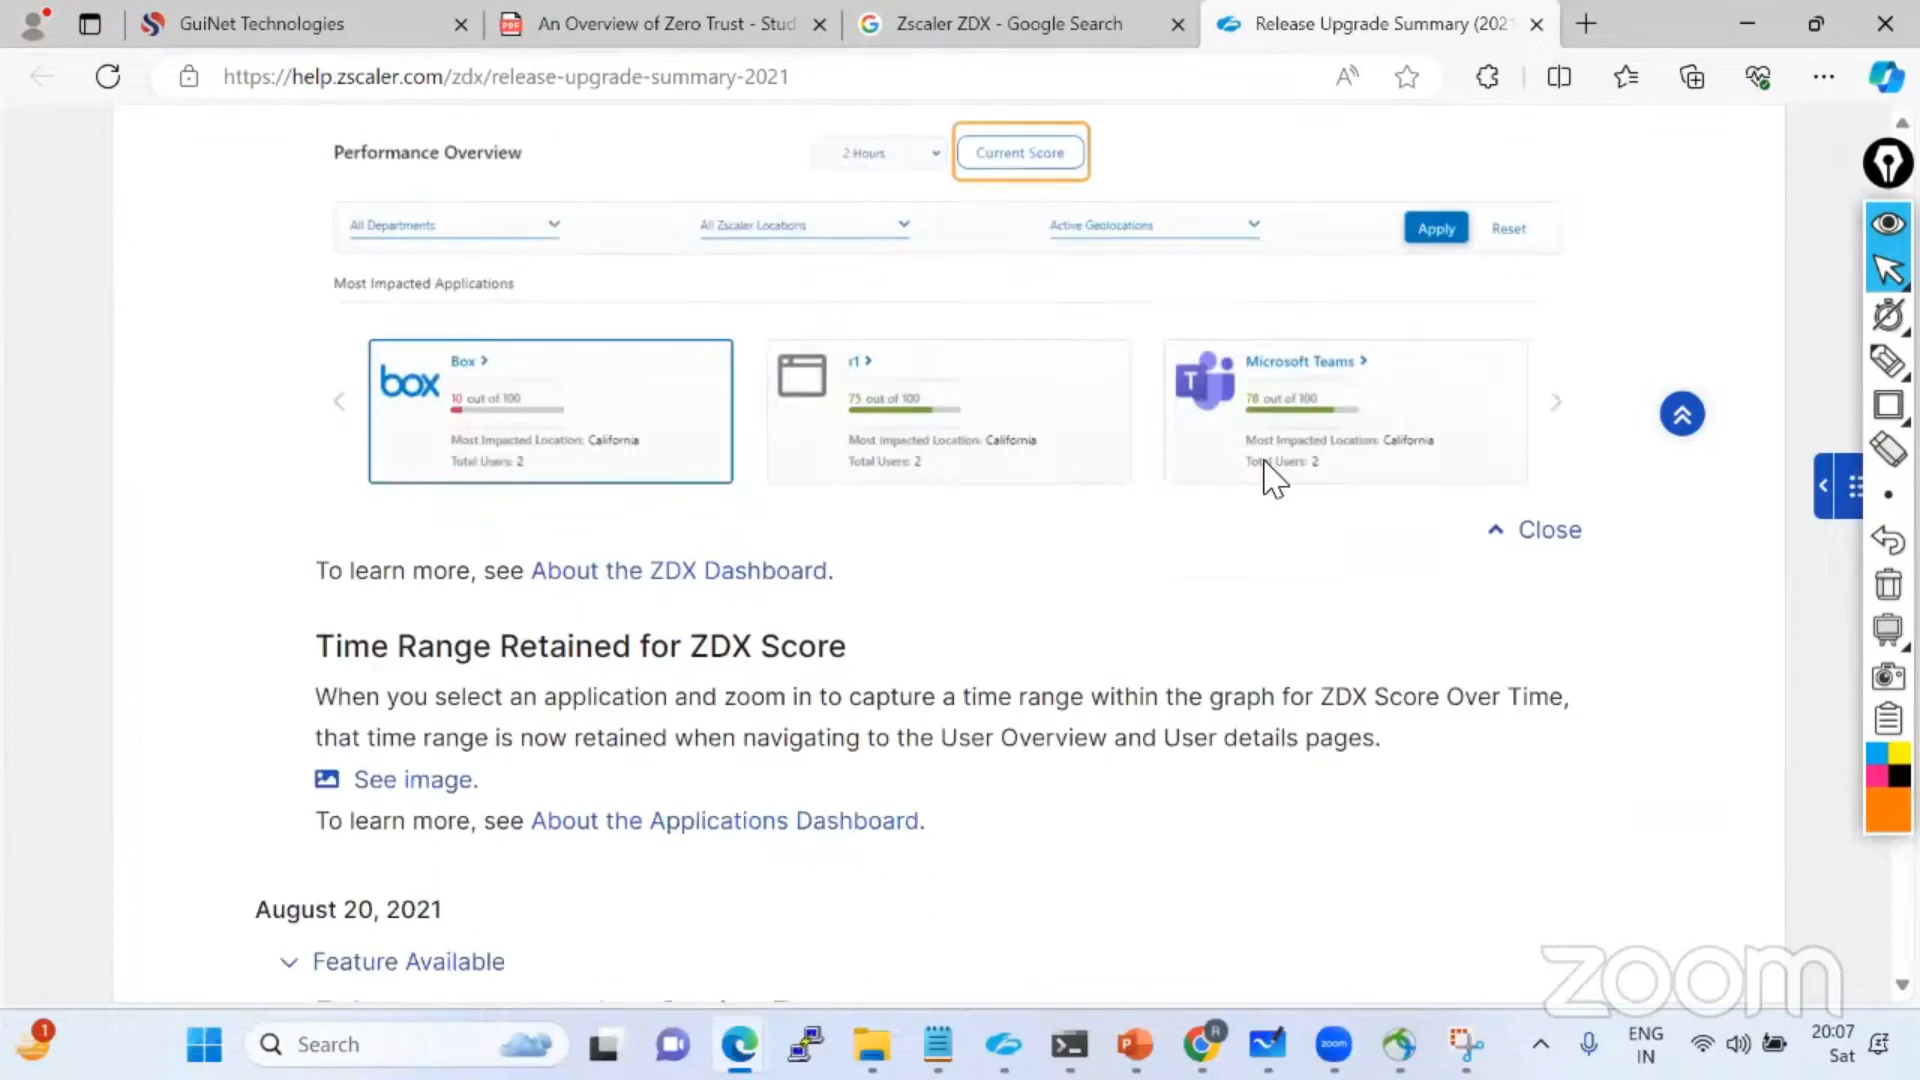 GuiNet Technologies
An Overview of Zero Trust - Stud
Zscaler ZDX - Google Search
Release Upgrade Summary (202
https://help.zscaler.com/zdx/release-upgrade-summary-2021
Performance Overview
2 Hours
Current Score
All Departments
All Zscaler Locations
Active Geolocations
Apply
Reset
Most Impacted Applications
box
Box >
10 out of 100
Most Impacted Location: California
Total Users: 2
r1 >
75 out of 100
Most Impacted Location: California
Total Users: 2
Microsoft Teams >
78 out of 100
Most Impacted Location: California
Total Users: 2
Close
To learn more, see About the ZDX Dashboard.
Time Range Retained for ZDX Score
When you select an application and zoom in to capture a time range within the graph for ZDX Score Over Time,
that time range is now retained when navigating to the User Overview and User details pages.
See image.
To learn more, see About the Applications Dashboard.
August 20, 2021
Feature Available
zoom
1
Search
zoom
ENG
IN
20:07
Sat